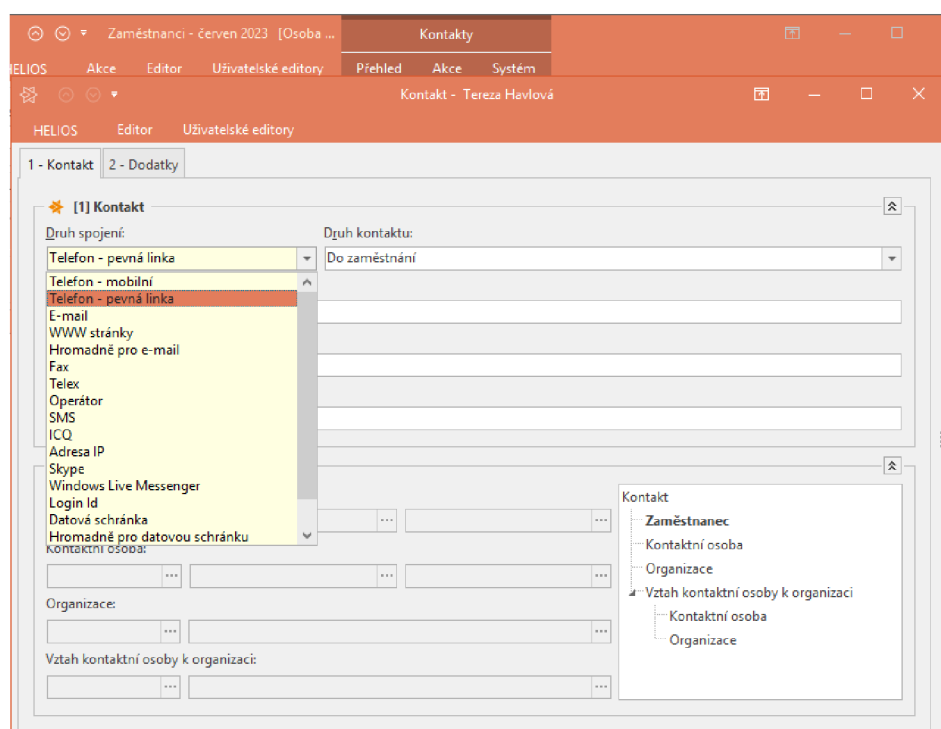 Zaměstnanci - červen 2023 [Osoba ... Kontakty
HELIOS Akce Editor Uživatelské editory Přehled Akce Systém
Kontakt - Tereza Havlová
HELIOS Editor Uživatelské editory
1 - Kontakt 2 - Dodatky
[1] Kontakt
Druh spojení: Druh kontaktu:
Telefon - pevná linka Do zaměstnání
Telefon - mobilní
Telefon - pevná linka
E-mail
WWW stránky
Hromadně pro e-mail
Fax
Telex
Operátor
SMS
ICQ
Adresa IP
Skype
Windows Live Messenger
Login Id
Datová schránka
Hromadně pro datovou schránku
Kontaktní osoba:
Organizace:
Vztah kontaktní osoby k organizaci:
Kontakt
Zaměstnanec
Kontaktní osoba
Organizace
Vztah kontaktní osoby k organizaci
Kontaktní osoba
Organizace